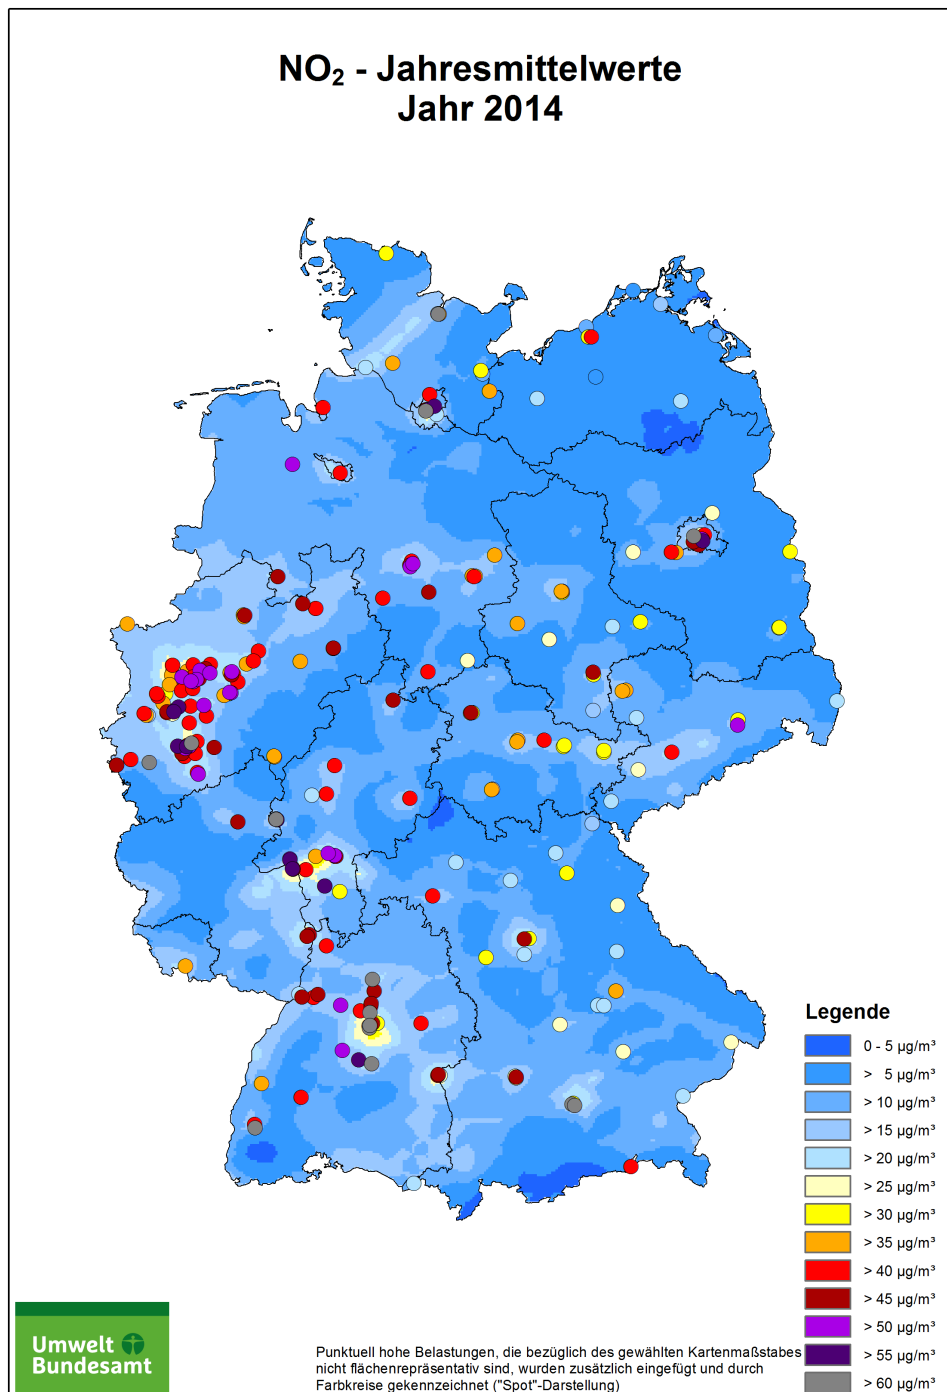 NO₂ - Jahresmittelwerte
Jahr 2014
Legende
0 - 5 µg/m³
> 5 µg/m³
> 10 µg/m³
> 15 µg/m³
> 20 µg/m³
> 25 µg/m³
> 30 µg/m³
> 35 µg/m³
> 40 µg/m³
> 45 µg/m³
> 50 µg/m³
> 55 µg/m³
> 60 µg/m³
Umwelt
Bundesamt
Punktuell hohe Belastungen, die bezüglich des gewählten Kartenmaßstabes
nicht flächenrepräsentativ sind, wurden zusätzlich eingefügt und durch
Farbkreise gekennzeichnet ("Spot"-Darstellung)